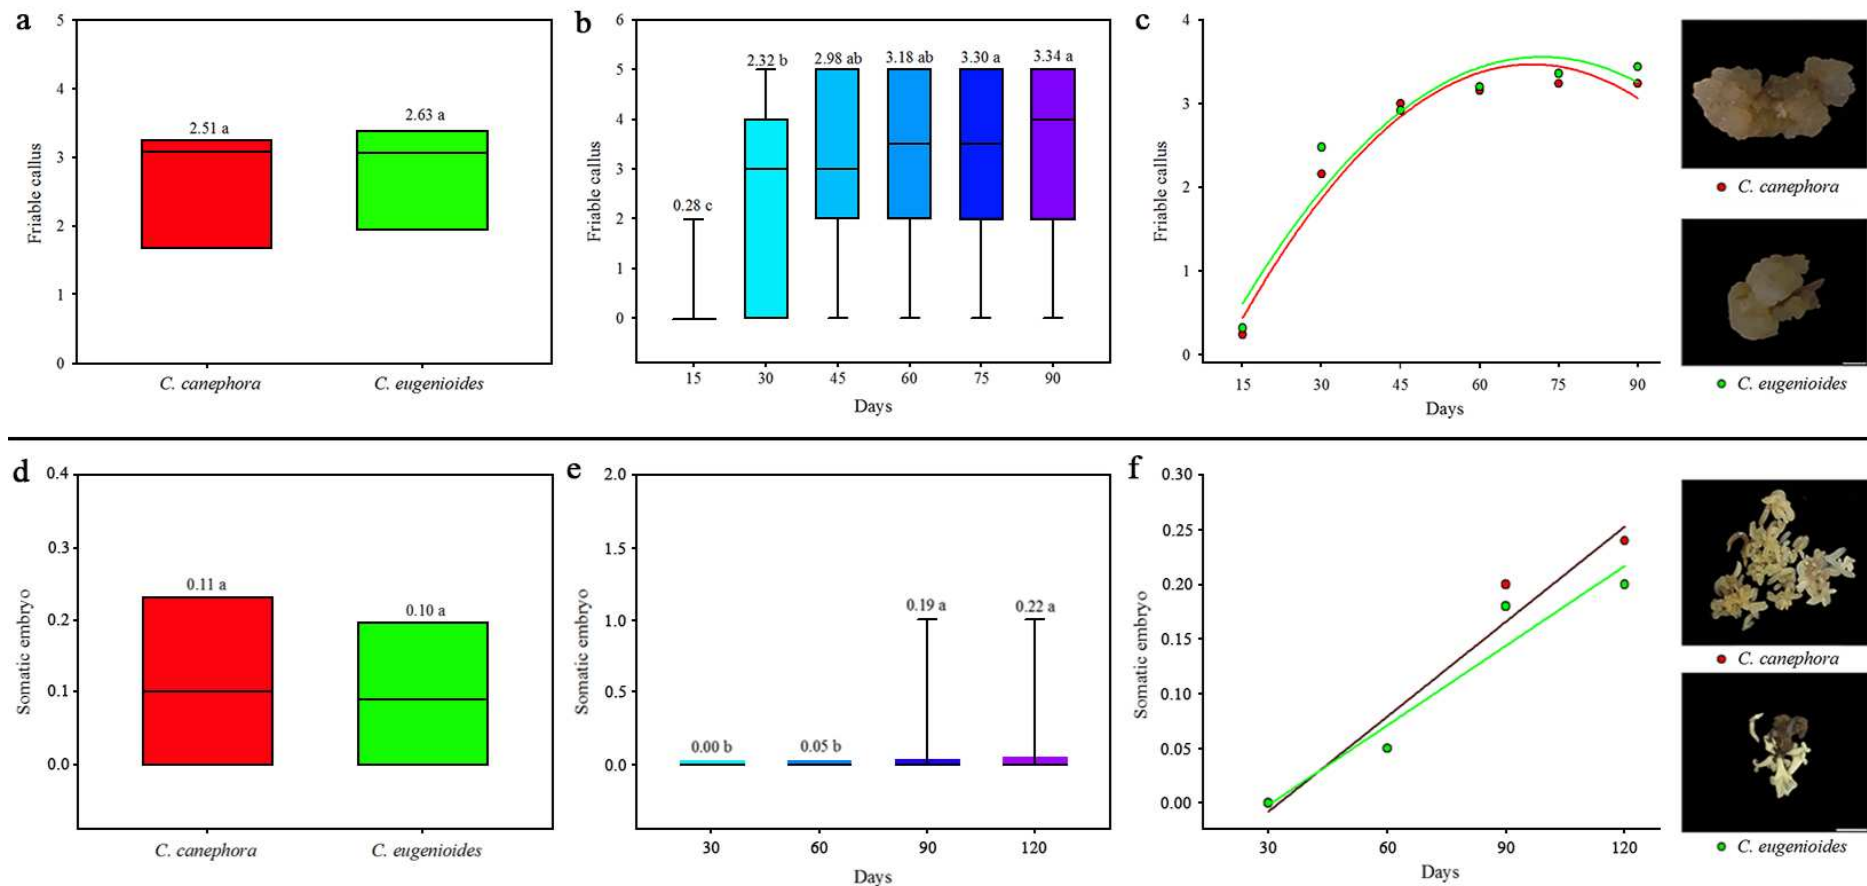 a
5
4
3
2
1
0
Friable callus
2.51 a
2.63 a
C. canephora
C. eugenioides
b
6
5
4
3
2
1
0
Friable callus
0.28 c
2.32 b
2.98 ab
3.18 ab
3.30 a
3.34 a
15 30 45 60 75 90
Days
c
4
3
2
1
0
Friable callus
15 30 45 60 75 90
Days
C. canephora
C. eugenioides
d
0.4
0.3
0.2
0.1
0.0
Somatic embryo
0.11 a
0.10 a
C. canephora
C. eugenioides
e
2.0
1.5
1.0
0.5
0.0
Somatic embryo
0.00 b
0.05 b
0.19 a
0.22 a
30 60 90 120
Days
f
0.30
0.25
0.20
0.15
0.10
0.05
0.00
Somatic embryo
30 60 90 120
Days
C. canephora
C. eugenioides